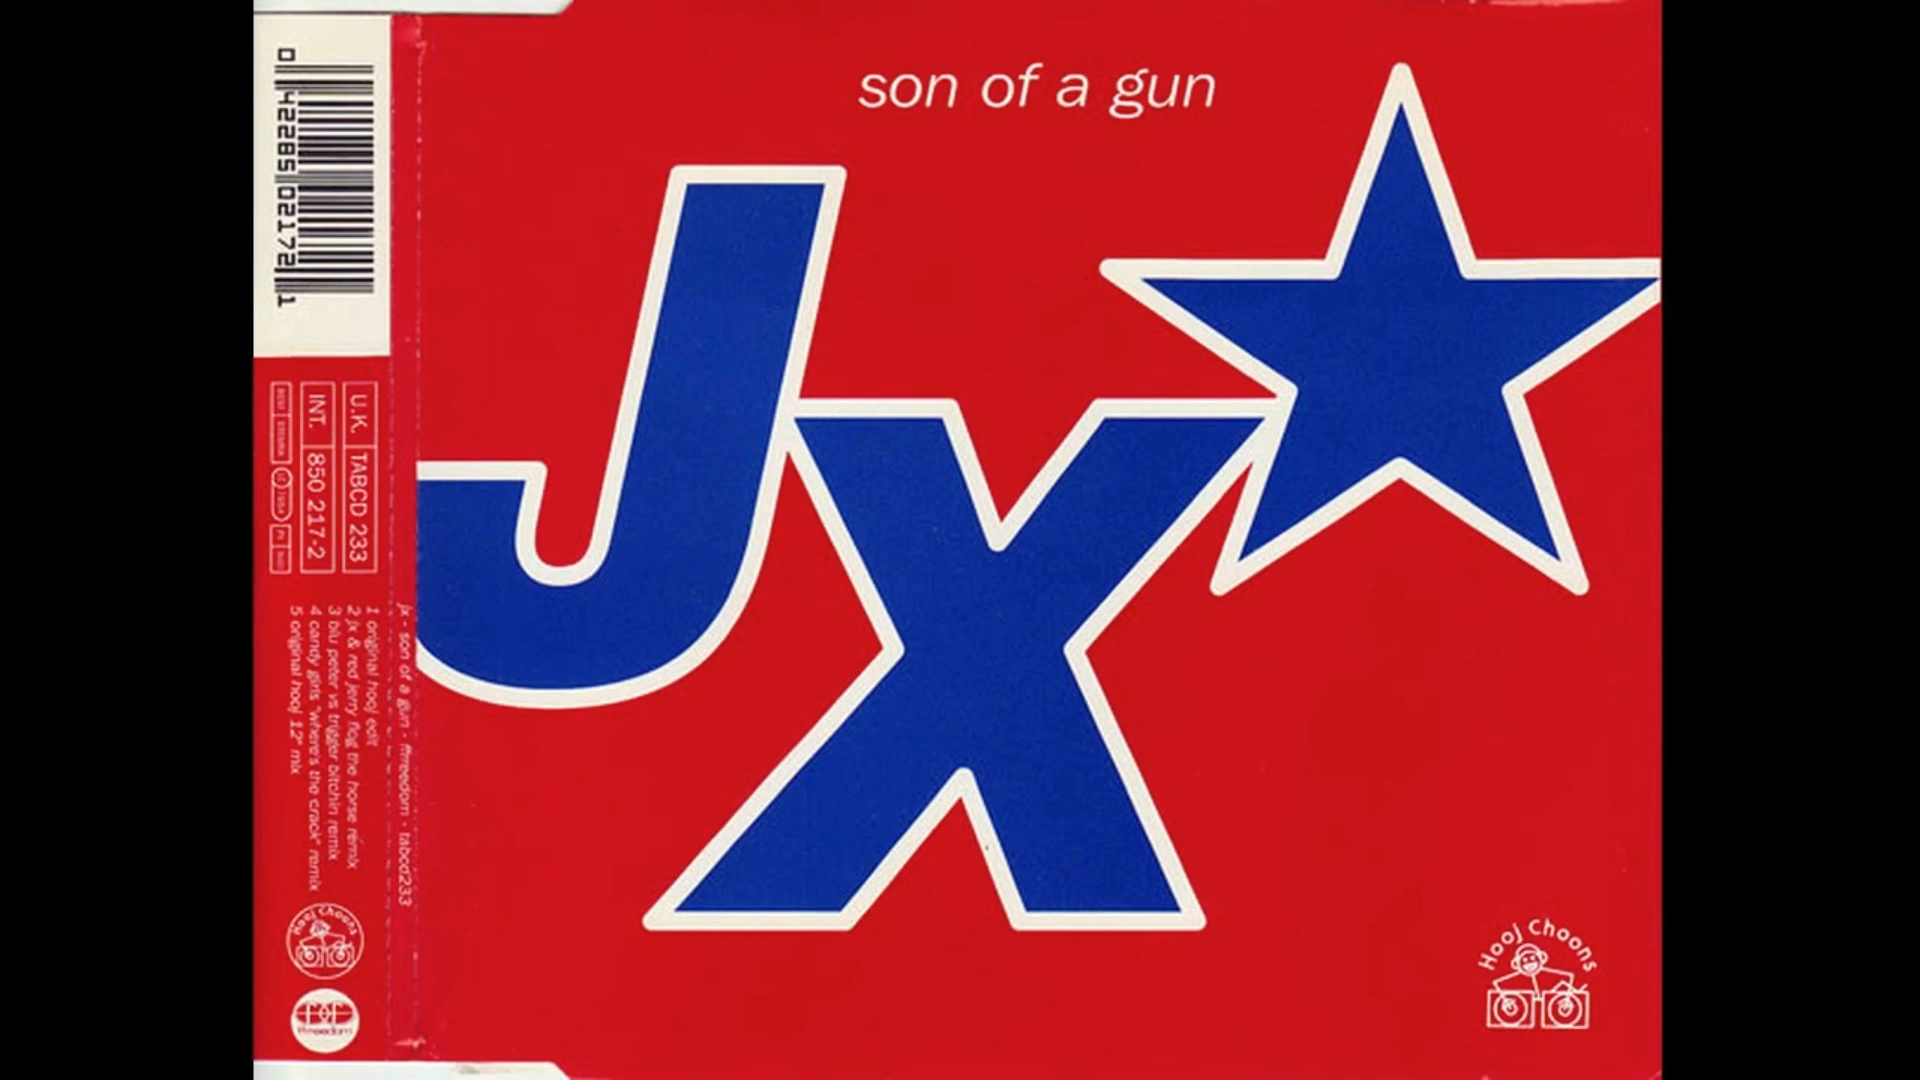 son of a gun
JX
Hooj Choons
0 42285 02172 1
U.K. TABCD 233
INT. 850 217-2
jx · son of a gun · ffrreedom · tabcd233
1 original hooj edit
2 jx & red jerry flog the horse remix
3 blu peter vs trigger bitchin remix
4 candy girls "where's the crack" remix
5 original hooj 12" mix
Hooj Choons
ffrreedom